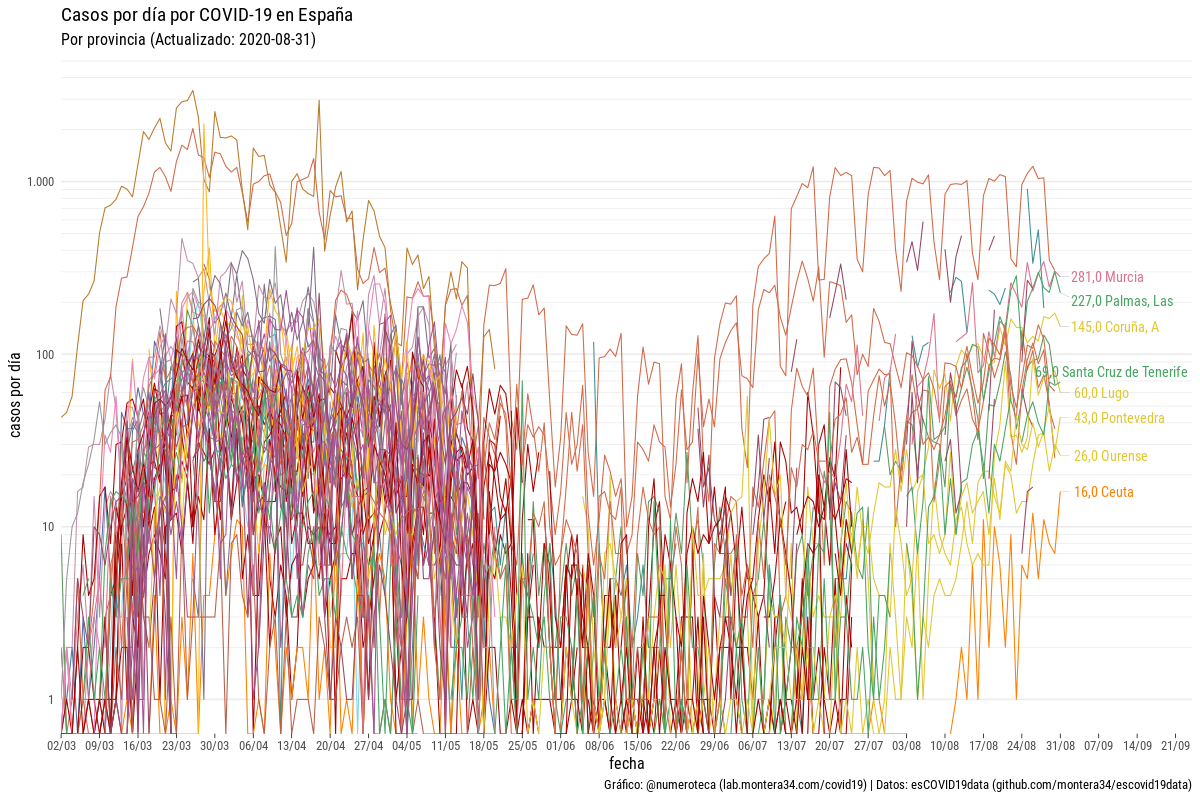 Casos por día por COVID-19 en España
Por provincia (Actualizado: 2020-08-31)
casos por día
1.000
100
10
1
281,0 Murcia
227,0 Palmas, Las
145,0 Coruña, A
69,0 Santa Cruz de Tenerife
60,0 Lugo
43,0 Pontevedra
26,0 Ourense
16,0 Ceuta
02/03 09/03 16/03 23/03 30/03 06/04 13/04 20/04 27/04 04/05 11/05 18/05 25/05 01/06 08/06 15/06 22/06 29/06 06/07 13/07 20/07 27/07 03/08 10/08 17/08 24/08 31/08 07/09 14/09 21/09
fecha
Gráfico: @numeroteca (lab.montera34.com/covid19) | Datos: esCOVID19data (github.com/montera34/escovid19data)